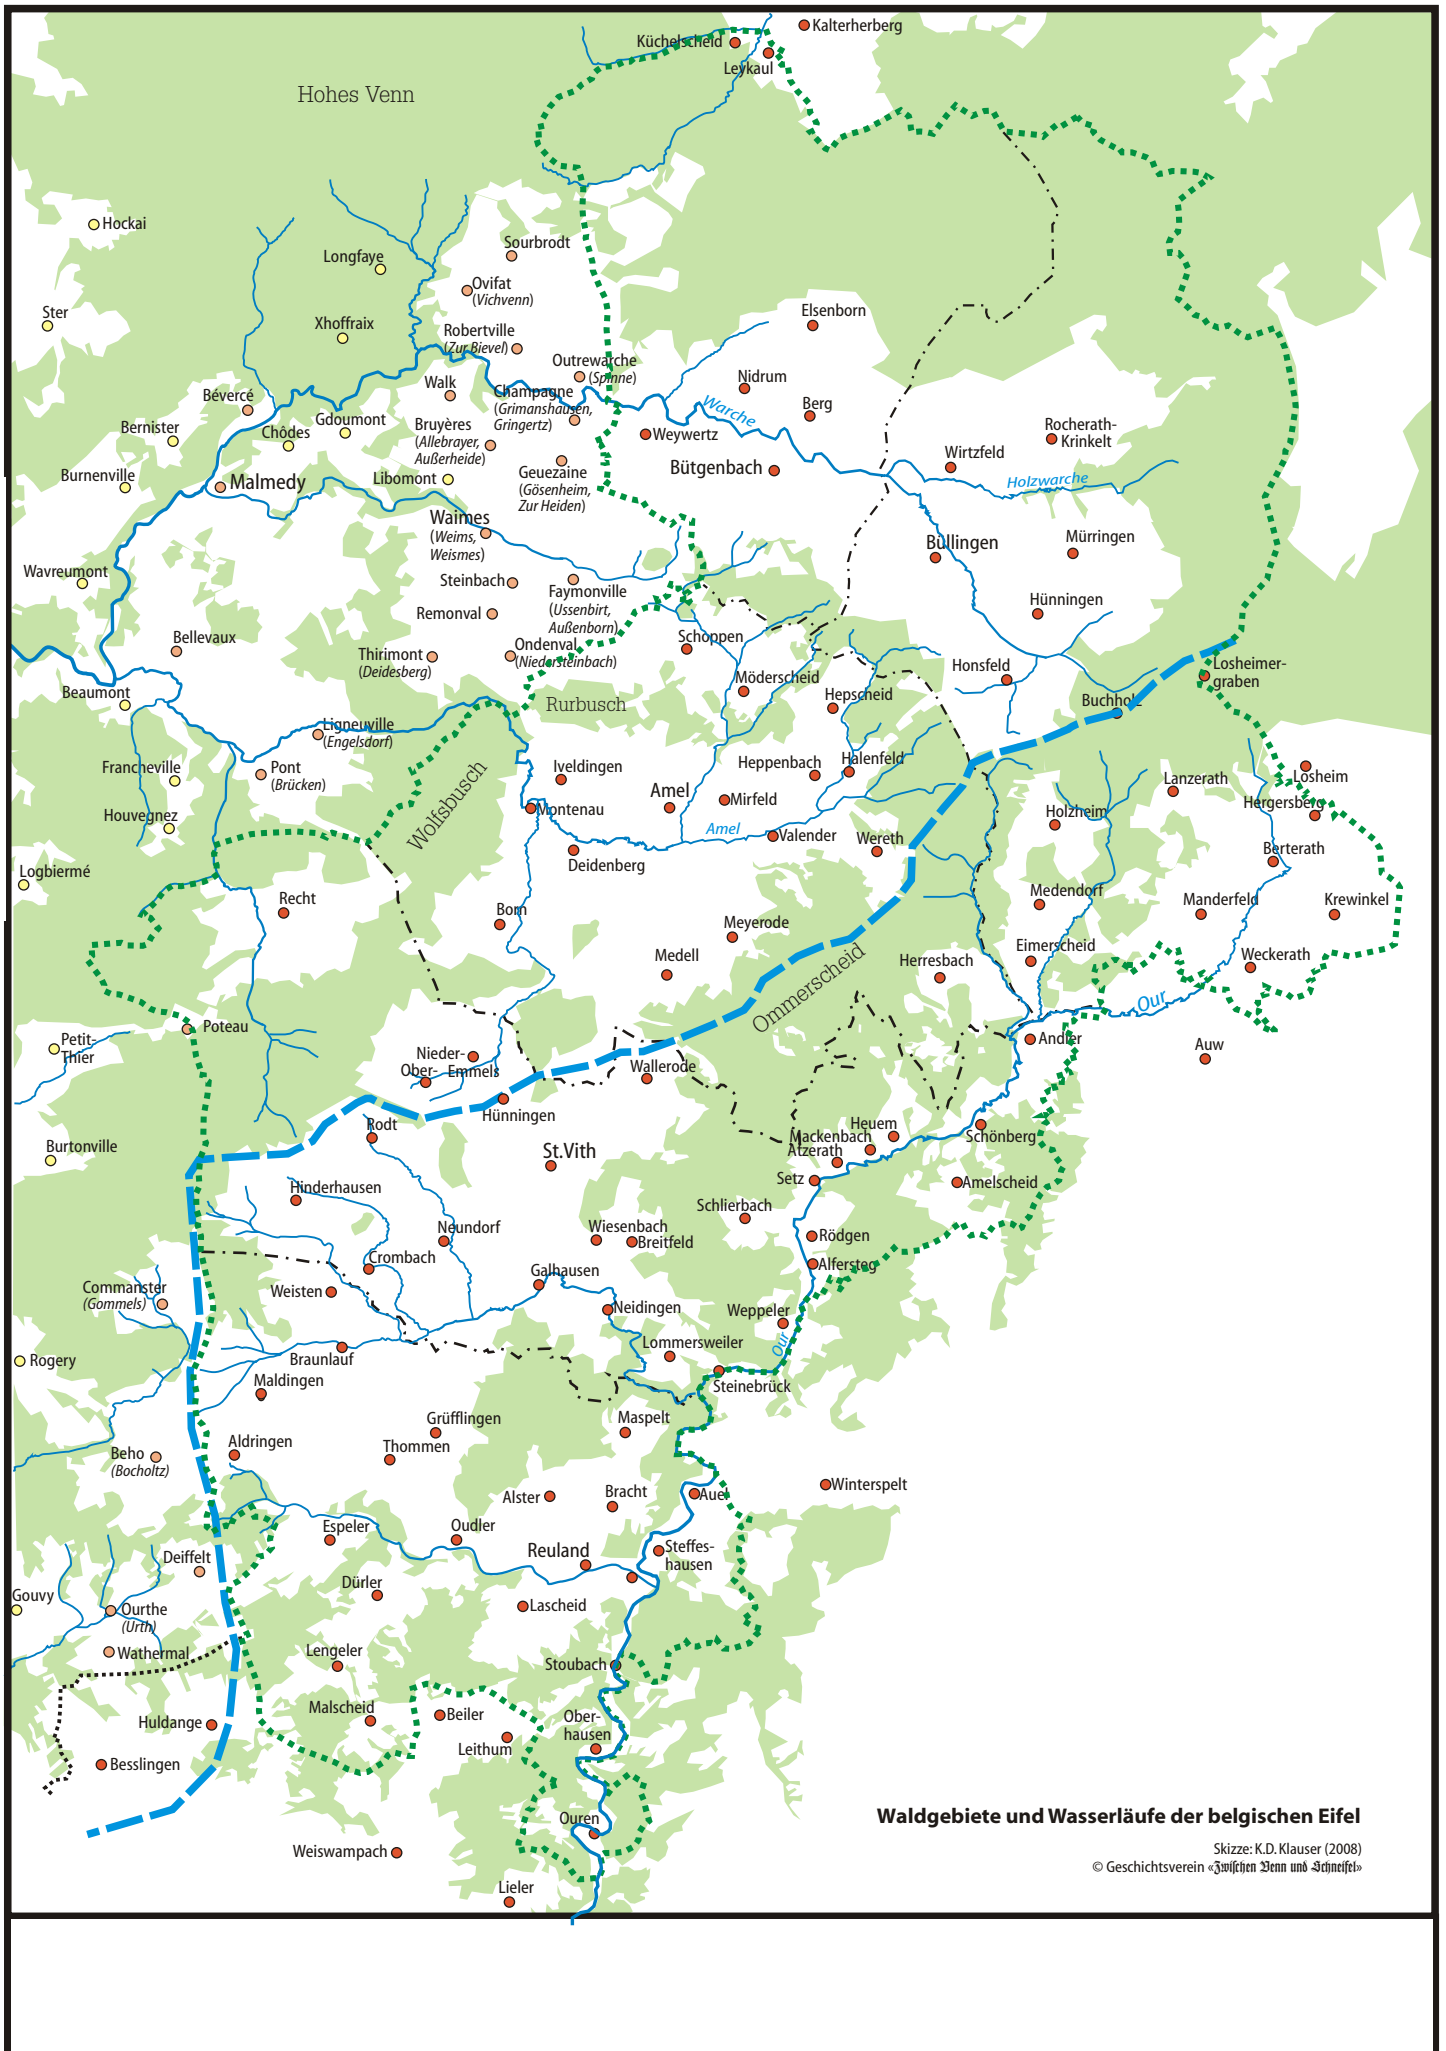 Kalterherberg
Küchelscheid
Leykaul
Hohes Venn
Hockai
Sourbrodt
Longfaye
Ovifat
(Vichvenn)
Ster
Xhoffraix
Elsenborn
Robertville
(Zur Bievel)
Outrewarche
(Spinne)
Walk
Champagne
(Grimanshausen,
Gringertz)
Nidrum
Bévercé
Warche
Berg
Bernister
Chôdes
Gdoumont
Bruyères
(Allebrayer,
Außerheide)
Weywertz
Rocherath-
Krinkelt
Wirtzfeld
Burnenville
Malmedy
Libomont
Geuezaine
(Gösenheim,
Zur Heiden)
Bütgenbach
Holzwarche
Waimes
(Weims,
Weismes)
Büllingen
Mürringen
Wavreumont
Steinbach
Faymonville
(Ussenbirt,
Außenborn)
Remonval
Hünningen
Bellevaux
Thirimont
(Deidesberg)
Ondenval
(Niedersteinbach)
Schoppen
Honsfeld
Losheimer-
graben
Beaumont
Möderscheid
Hepscheid
Buchholz
Rurbusch
Ligneuville
(Engelsdorf)
Francheville
Pont
(Brücken)
Wolfsbusch
Iveldingen
Heppenbach
Halenfeld
Lanzerath
Losheim
Houvegnez
Montenau
Amel
Mirfeld
Holzheim
Hergersberg
Amel
Valender
Wereth
Deidenberg
Berterath
Logbiermé
Recht
Born
Medendorf
Manderfeld
Krewinkel
Meyerode
Medell
Ommerscheid
Herresbach
Eimerscheid
Weckerath
Our
Poteau
Petit-
Thier
Andler
Auw
Nieder-
Ober-
Emmels
Wallerode
Hünningen
Rodt
Heuem
Mackenbach
Atzerath
Schönberg
Burtonville
St.Vith
Setz
Amelscheid
Hinderhausen
Schlierbach
Neundorf
Wiesenbach
Breitfeld
Rödgen
Crombach
Galhausen
Alfersteg
Commanster
(Gommels)
Weisten
Neidingen
Weppeler
Our
Lommersweiler
Rogery
Braunlauf
Maldingen
Steinebrück
Grüfflingen
Maspelt
Aldringen
Thommen
Beho
(Bocholtz)
Winterspelt
Alster
Bracht
Auel
Espeler
Oudler
Reuland
Steffes-
hausen
Deiffelt
Dürler
Gouvy
Ourthe
(Urth)
Lascheid
Wathermal
Lengeler
Stoubach
Malscheid
Beiler
Ober-
hausen
Huldange
Leithum
Besslingen
Ouren
Waldgebiete und Wasserläufe der belgischen Eifel
Weiswampach
Skizze: K.D. Klauser (2008)
© Geschichtsverein «Zwischen Venn und Schneifel»
Lieler